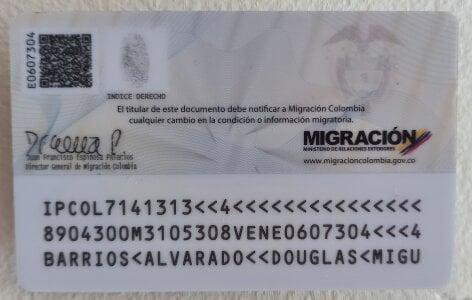 E0607304
INDICE DERECHO
El titular de este documento debe notificar a Migración Colombia
cualquier cambio en la condición o información migratoria.
Juan Francisco Espinosa Palacios
Director General de Migración Colombia
MIGRACIÓN
MINISTERIO DE RELACIONES EXTERIORES
www.migracioncolombia.gov.co
IPCOL7141313<<4<<<<<<<<<<<<<<<
8904300M3105308VENE0607304<<<4
BARRIOS<ALVARADO<<DOUGLAS<MIGU